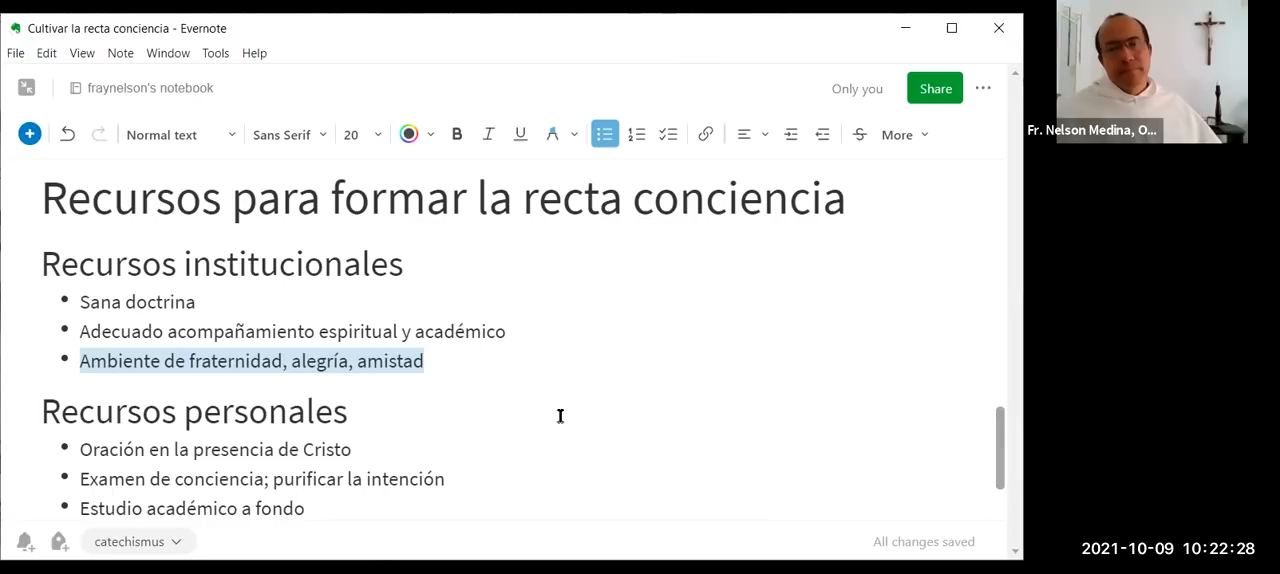 Cultivar la recta conciencia - Evernote
File Edit View Note Window Help
fraynelson's notebook
Only you
Share
Normal text
Sans Serif
20
B I U
More
Recursos para formar la recta conciencia
Recursos institucionales
• Sana doctrina
• Adecuado acompañamiento espiritual y académico
• Ambiente de fraternidad, alegría, amistad
Recursos personales
• Oración en la presencia de Cristo
• Examen de conciencia; purificar la intención
• Estudio académico a fondo
catechismus
All changes saved
Fr. Nelson Medina, O...
2021-10-09 10:22:28